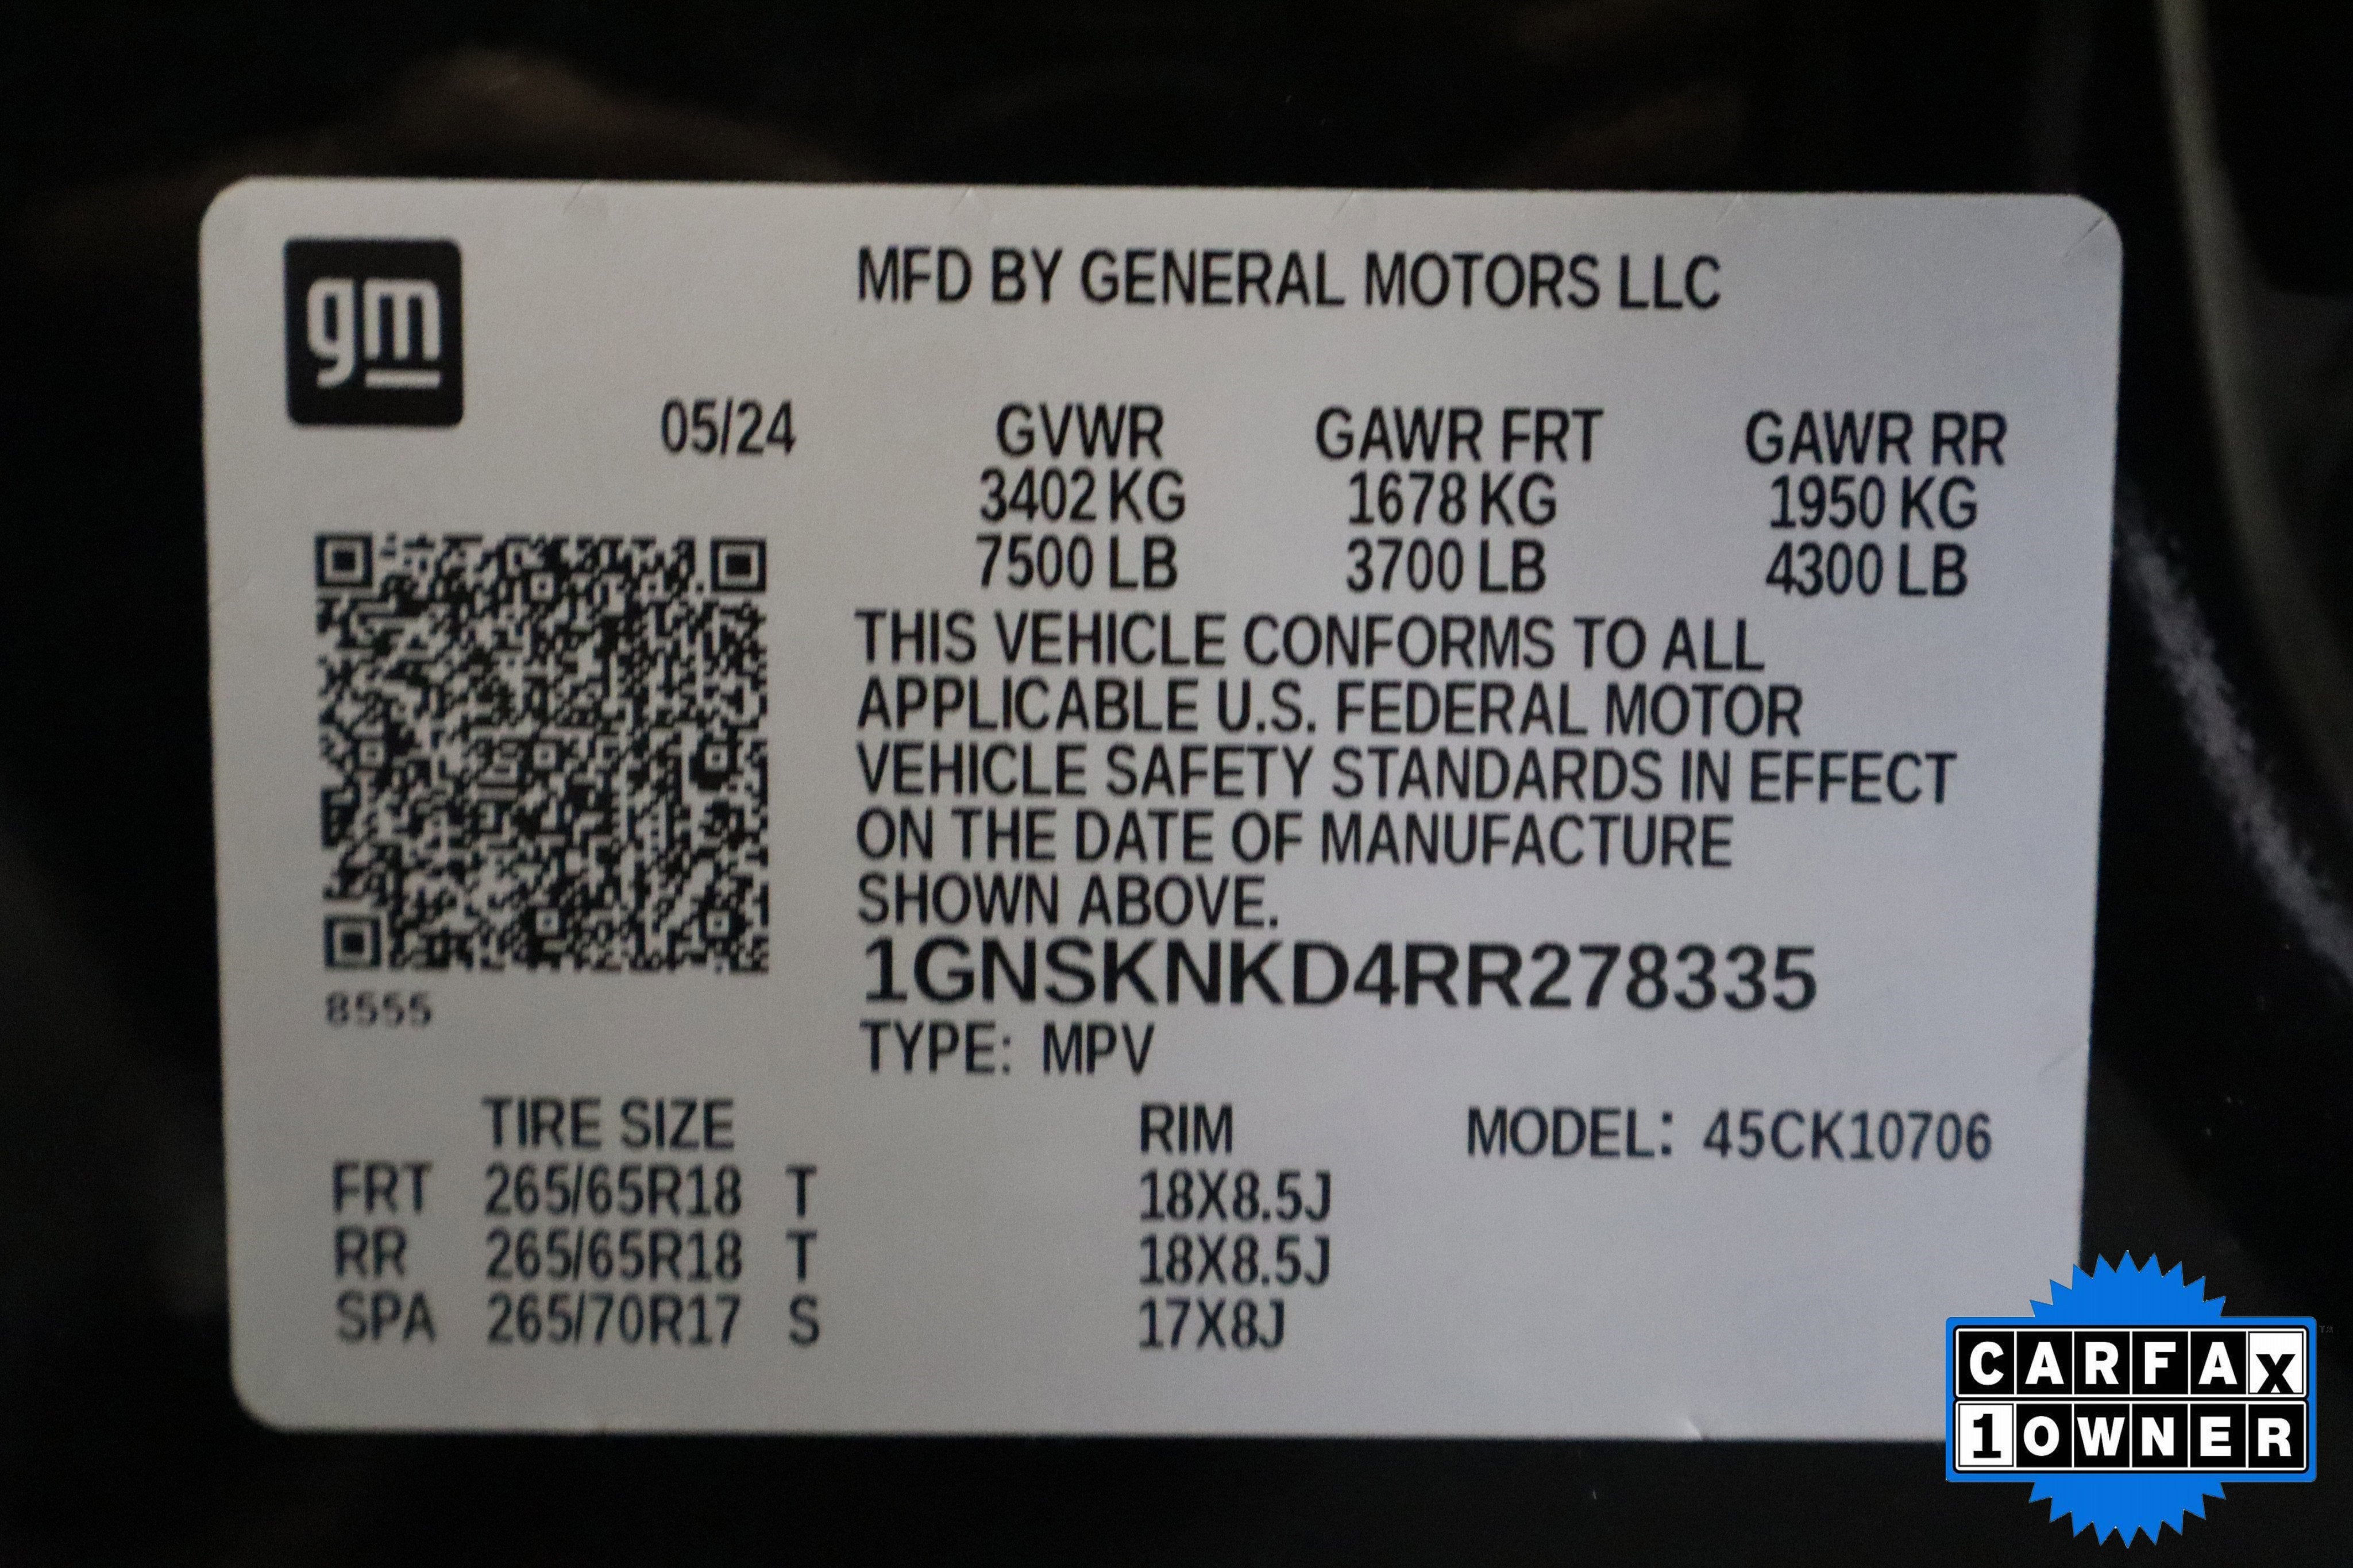 gm
MFD BY GENERAL MOTORS LLC
05/24 GVWR GAWR FRT GAWR RR
3402 KG 1678 KG 1950 KG
7500 LB 3700 LB 4300 LB
THIS VEHICLE CONFORMS TO ALL
APPLICABLE U.S. FEDERAL MOTOR
VEHICLE SAFETY STANDARDS IN EFFECT
ON THE DATE OF MANUFACTURE
SHOWN ABOVE.
1GNSKNKD4RR278335
8555
TYPE: MPV
TIRE SIZE RIM MODEL: 45CK10706
FRT 265/65R18 T 18X8.5J
RR 265/65R18 T 18X8.5J
SPA 265/70R17 S 17X8J
CARFAX
1 OWNER